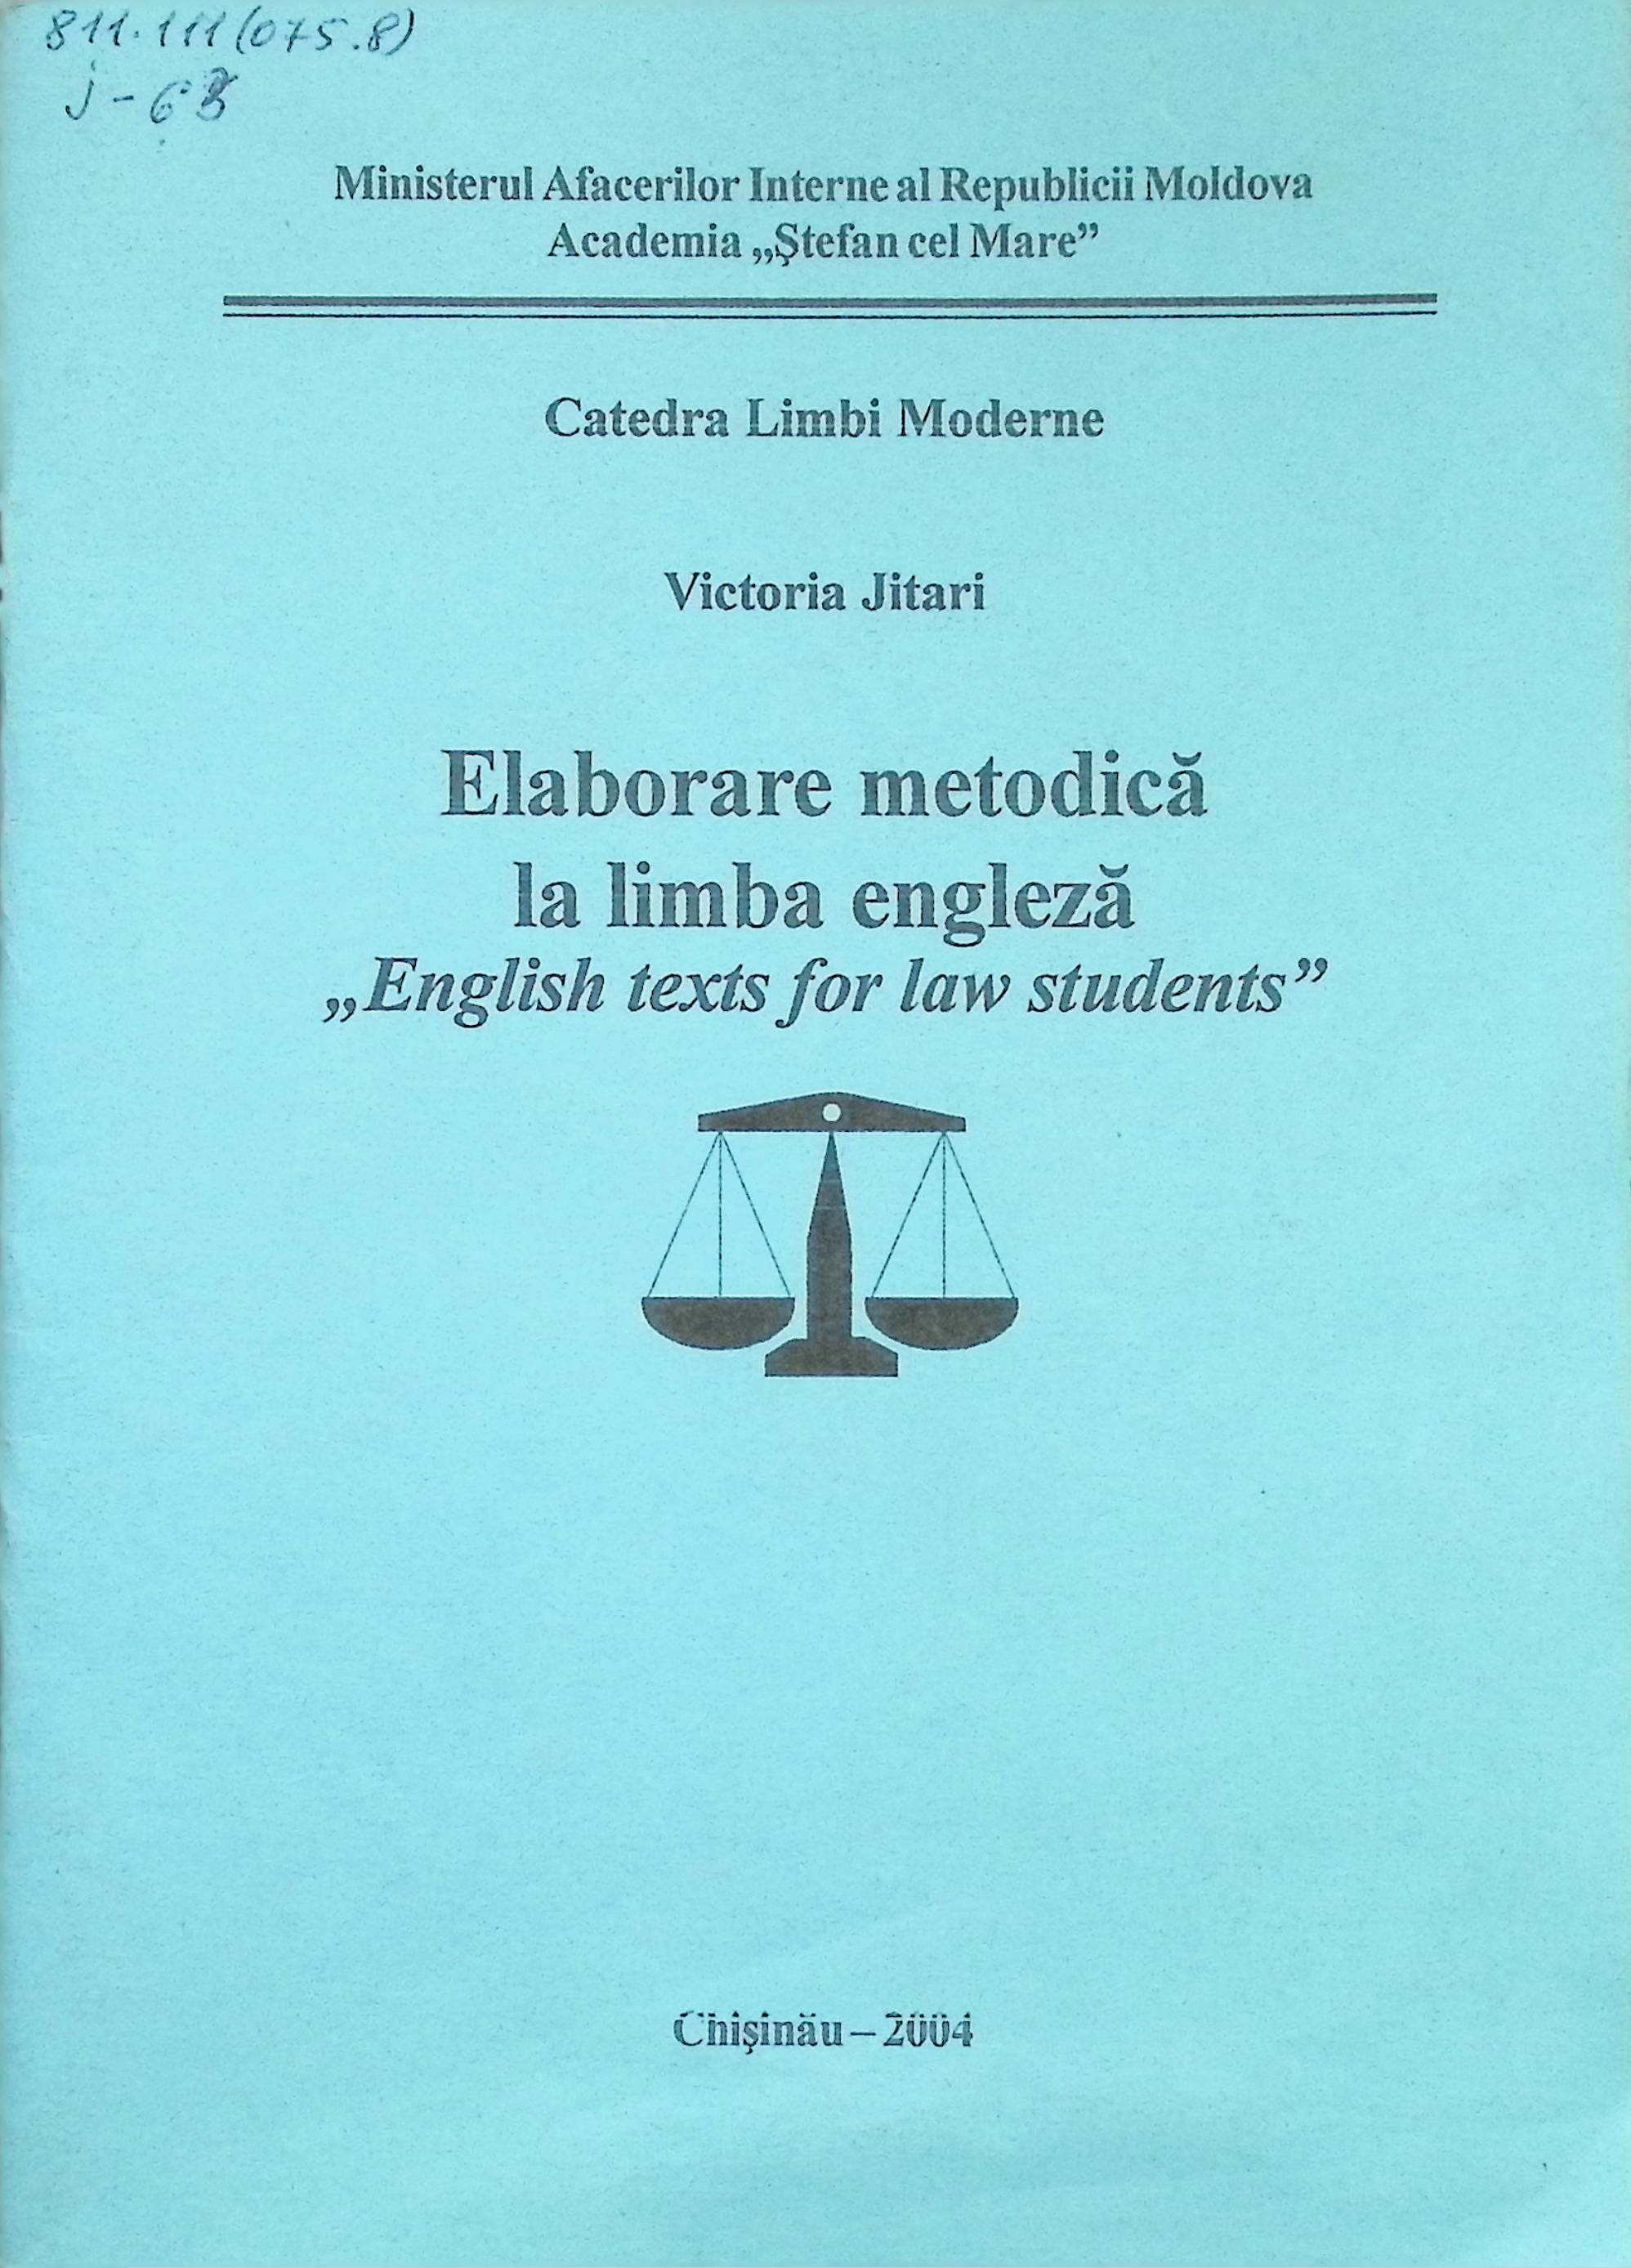 811.111(075.8)
Ministerul Afacerilor Interne al Republicii Moldova
Academia „Ştefan cel Mare”
Catedra Limbi Moderne
Victoria Jitari
Elaborare metodică
la limba engleză
„English texts for law students”
Chişinău – 2004